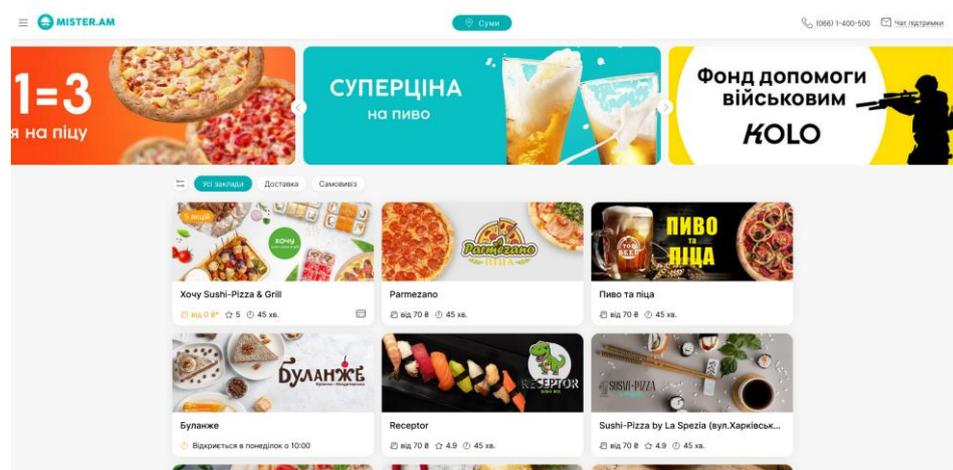 MISTER.AM
Суми
(066) 1-400-500
Чат підтримки
1=3
я на піцу
СУПЕРЦІНА
на пиво
Фонд допомоги
військовим
KOLO
Усі заклади
Доставка
Самовивіз
5 акцій
ХОЧУ
Parmezano
ПІЦА
TOP BEER
ПИВО
та
ПІЦА
Хочу Sushi-Pizza & Grill
від 0 ₴* 5 45 хв.
Parmezano
від 70 ₴ 45 хв.
Пиво та піца
від 70 ₴ 45 хв.
БУЛАНЖЕ
RECEPTOR
SUSHI-PIZZA
Буланже
Відкриється в понеділок о 10:00
Receptor
від 70 ₴ 4.9 45 хв.
Sushi-Pizza by La Spezia (вул.Харківськ...
від 70 ₴ 4.9 45 хв.